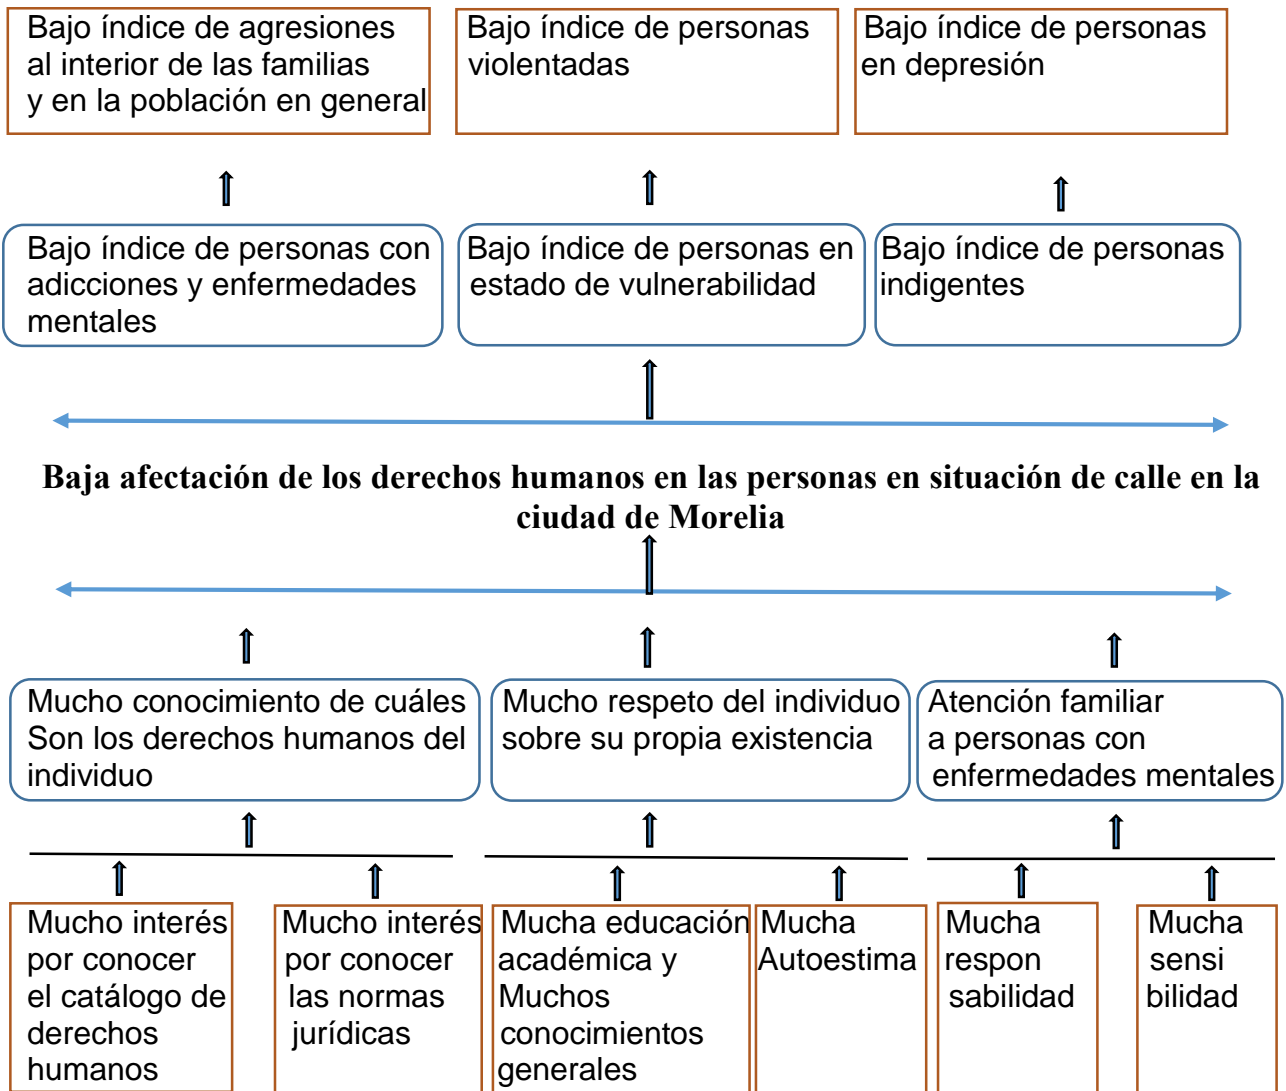 Bajo índice de agresiones
al interior de las familias
y en la población en general
Bajo índice de personas
violentadas
Bajo índice de personas
en depresión
Bajo índice de personas con
adicciones y enfermedades
mentales
Bajo índice de personas en
estado de vulnerabilidad
Bajo índice de personas
indigentes
Baja afectación de los derechos humanos en las personas en situación de calle en la
ciudad de Morelia
Mucho conocimiento de cuáles
Son los derechos humanos del
individuo
Mucho respeto del individuo
sobre su propia existencia
Atención familiar
a personas con
enfermedades mentales
Mucho interés
por conocer
el catálogo de
derechos
humanos
Mucho interés
por conocer
las normas
jurídicas
Mucha educación
académica y
Muchos
conocimientos
generales
Mucha
Autoestima
Mucha
respon
sabilidad
Mucha
sensi
bilidad